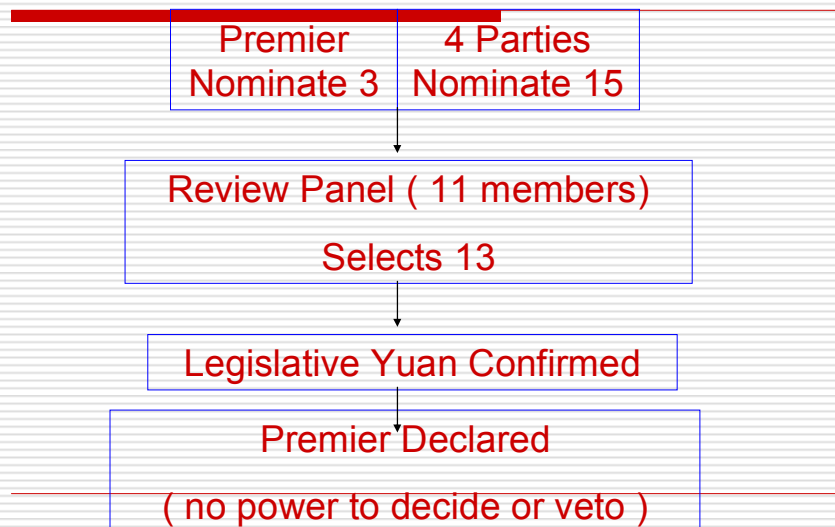 Premier
Nominate 3
4 Parties
Nominate 15
Review Panel ( 11 members)
Selects 13
Legislative Yuan Confirmed
Premier Declared
( no power to decide or veto )